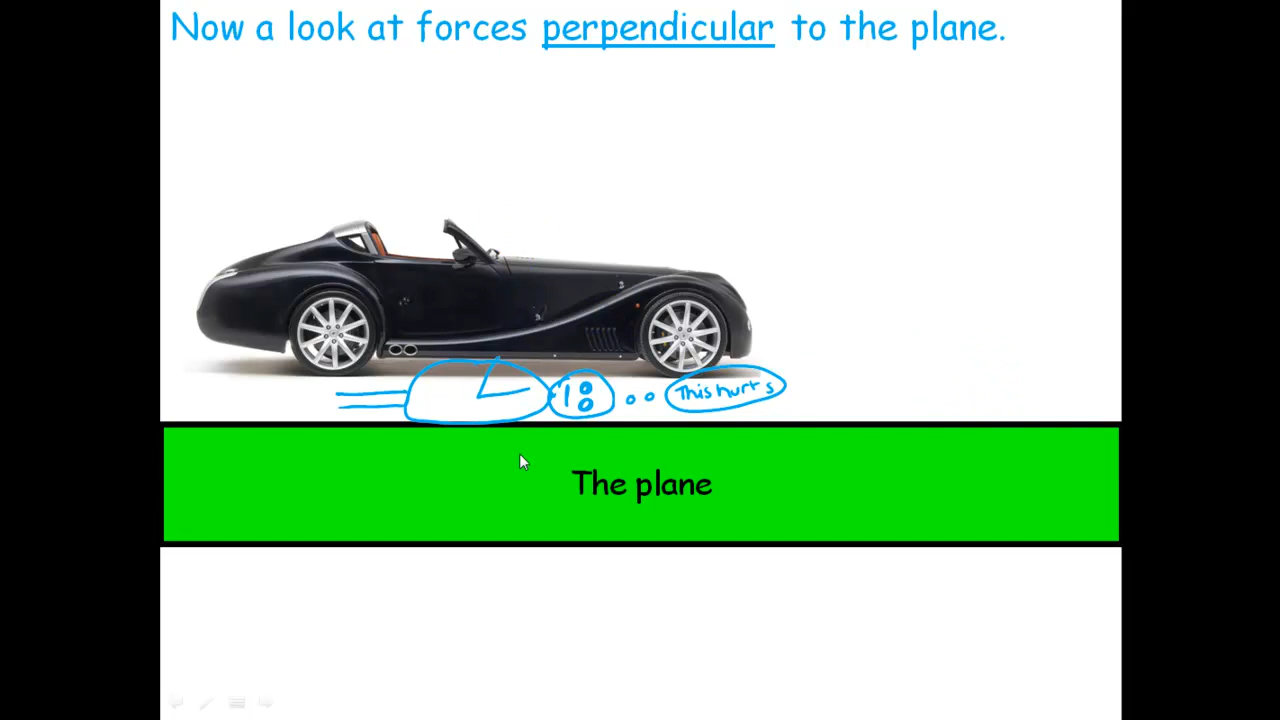 Now a look at forces perpendicular to the plane.
This hurts
The plane